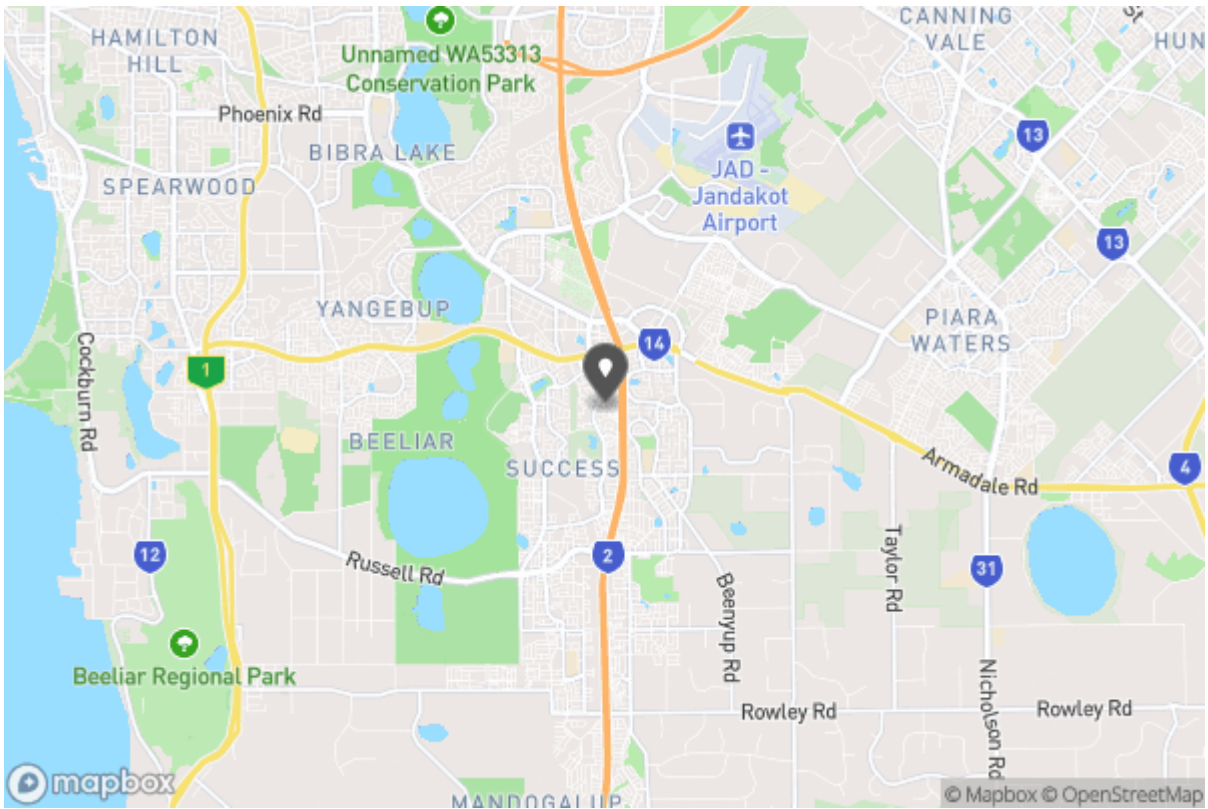 HAMILTON
HILL
Unnamed WA53313
Conservation Park
CANNING
VALE
St
HUN
Phoenix Rd
BIBRA LAKE
13
SPEARWOOD
JAD -
Jandakot
Airport
13
YANGEBUP
PIARA
WATERS
14
1
Cockburn Rd
BEELIAR
SUCCESS
Armadale Rd
4
12
Russell Rd
2
Taylor Rd
31
Beenyup Rd
Beeliar Regional Park
Nicholson Rd
Rowley Rd
Rowley Rd
mapbox
MANDOGALUP
© Mapbox © OpenStreetMap